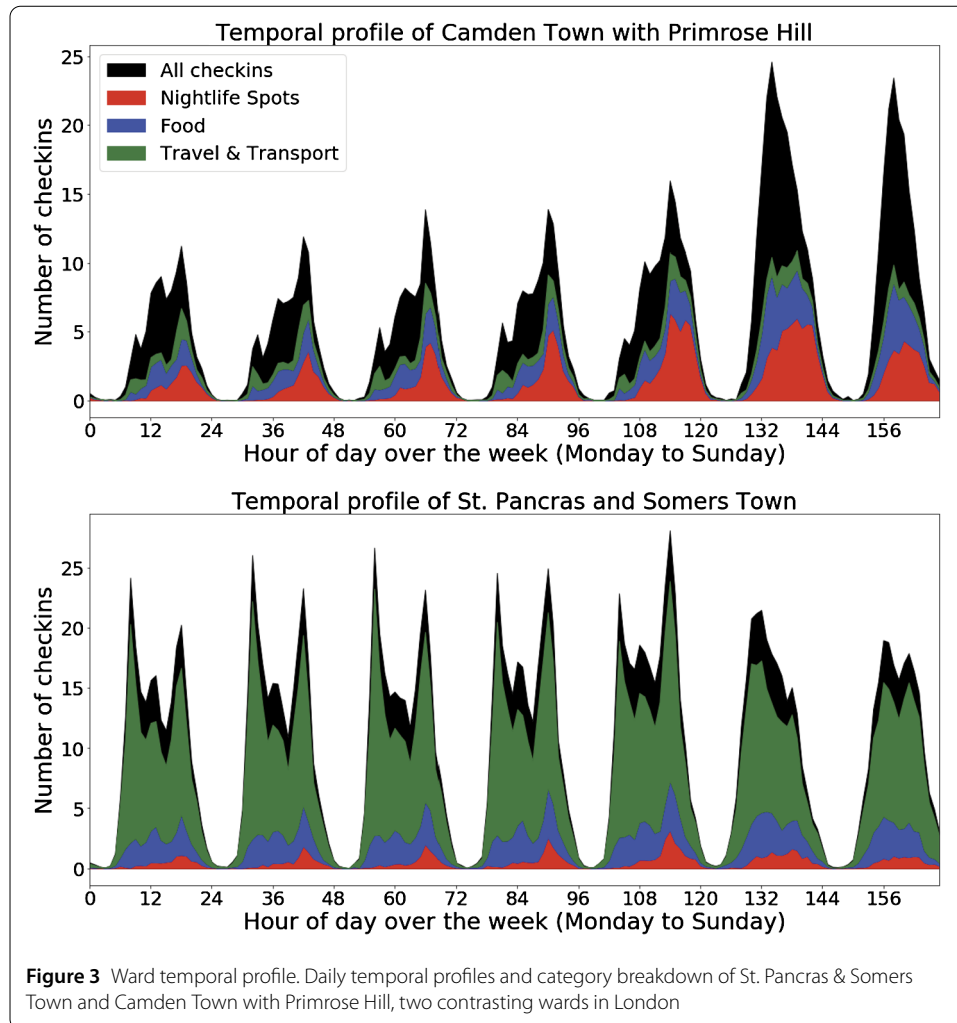 Temporal profile of Camden Town with Primrose Hill
25
20
15
10
5
0
Number of checkins
All checkins
Nightlife Spots
Food
Travel & Transport
0 12 24 36 48 60 72 84 96 108 120 132 144 156
Hour of day over the week (Monday to Sunday)
Temporal profile of St. Pancras and Somers Town
25
20
15
10
5
0
Number of checkins
0 12 24 36 48 60 72 84 96 108 120 132 144 156
Hour of day over the week (Monday to Sunday)
Figure 3 Ward temporal profile. Daily temporal profiles and category breakdown of St. Pancras & Somers
Town and Camden Town with Primrose Hill, two contrasting wards in London